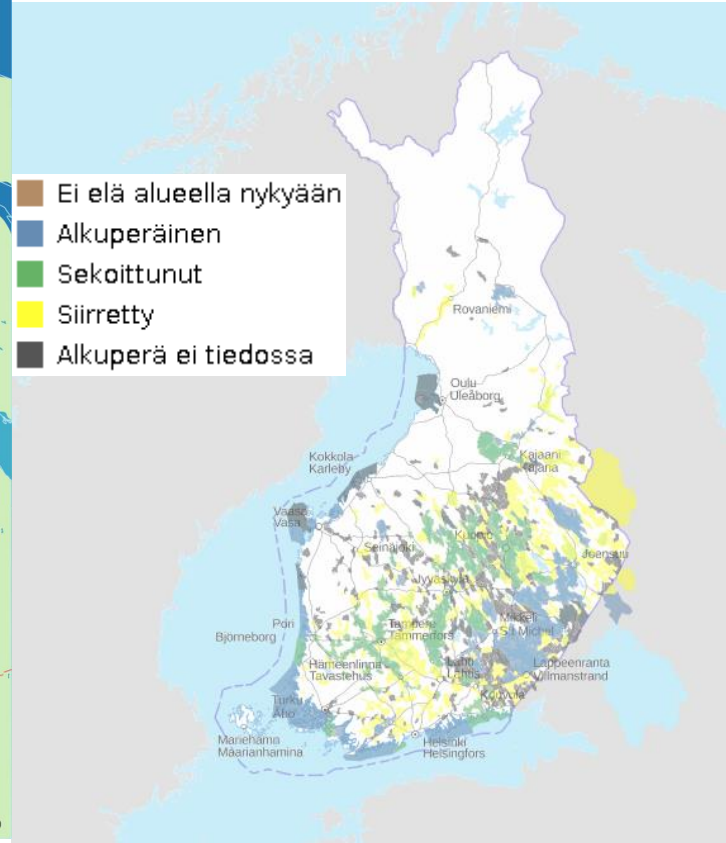 Ei elä alueella nykyään
Alkuperäinen
Sekoittunut
Siirretty
Alkuperä ei tiedossa
Rovaniemi
Oulu
Uleåborg
Kokkola
Karleby
Kajaani
Kajana
Vaasa
Vasa
Seinäjoki
Kuopio
Joensuu
Jyväskylä
Pori
Björneborg
Tampere
Tammerfors
Mikkeli
S:t Michel
Hämeenlinna
Tavastehus
Lahti
Lahtis
Lappeenranta
Villmanstrand
Kouvola
Turku
Åbo
Mariehamn
Maarianhamina
Helsinki
Helsingfors